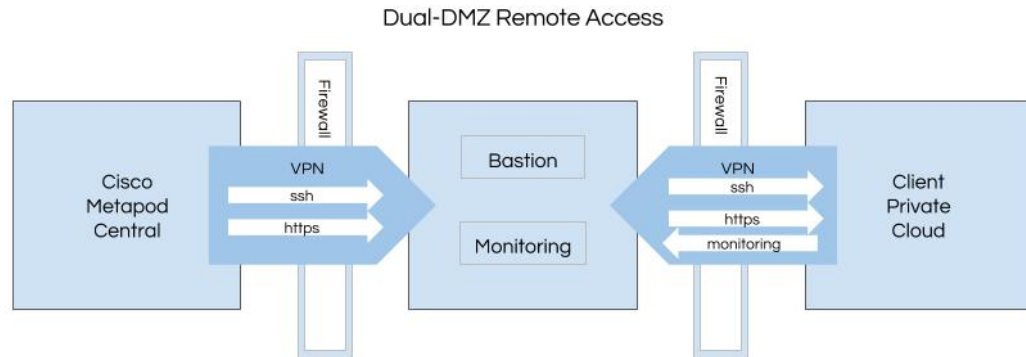 Dual-DMZ Remote Access
Cisco
Metapod
Central
Firewall
VPN
ssh
https
Bastion
Monitoring
Firewall
VPN
ssh
https
monitoring
Client
Private
Cloud